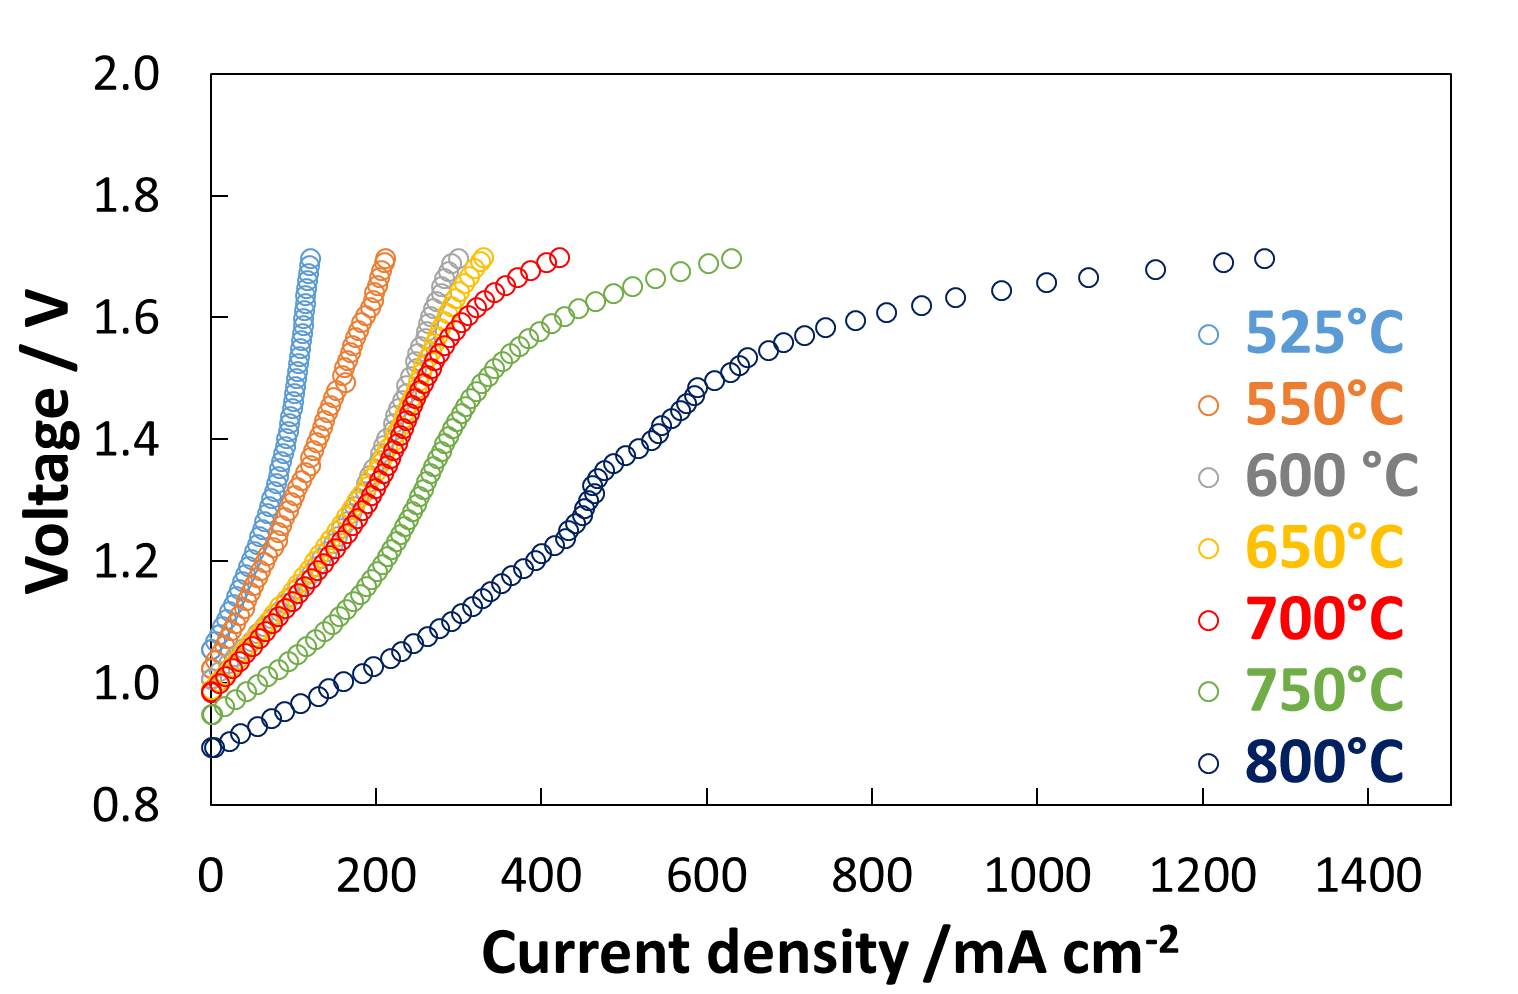 2.0
1.8
1.6
1.4
1.2
1.0
0.8
Voltage / V
525°C
550°C
600 °C
650°C
700°C
750°C
800°C
0 200 400 600 800 1000 1200 1400
Current density /mA cm⁻²